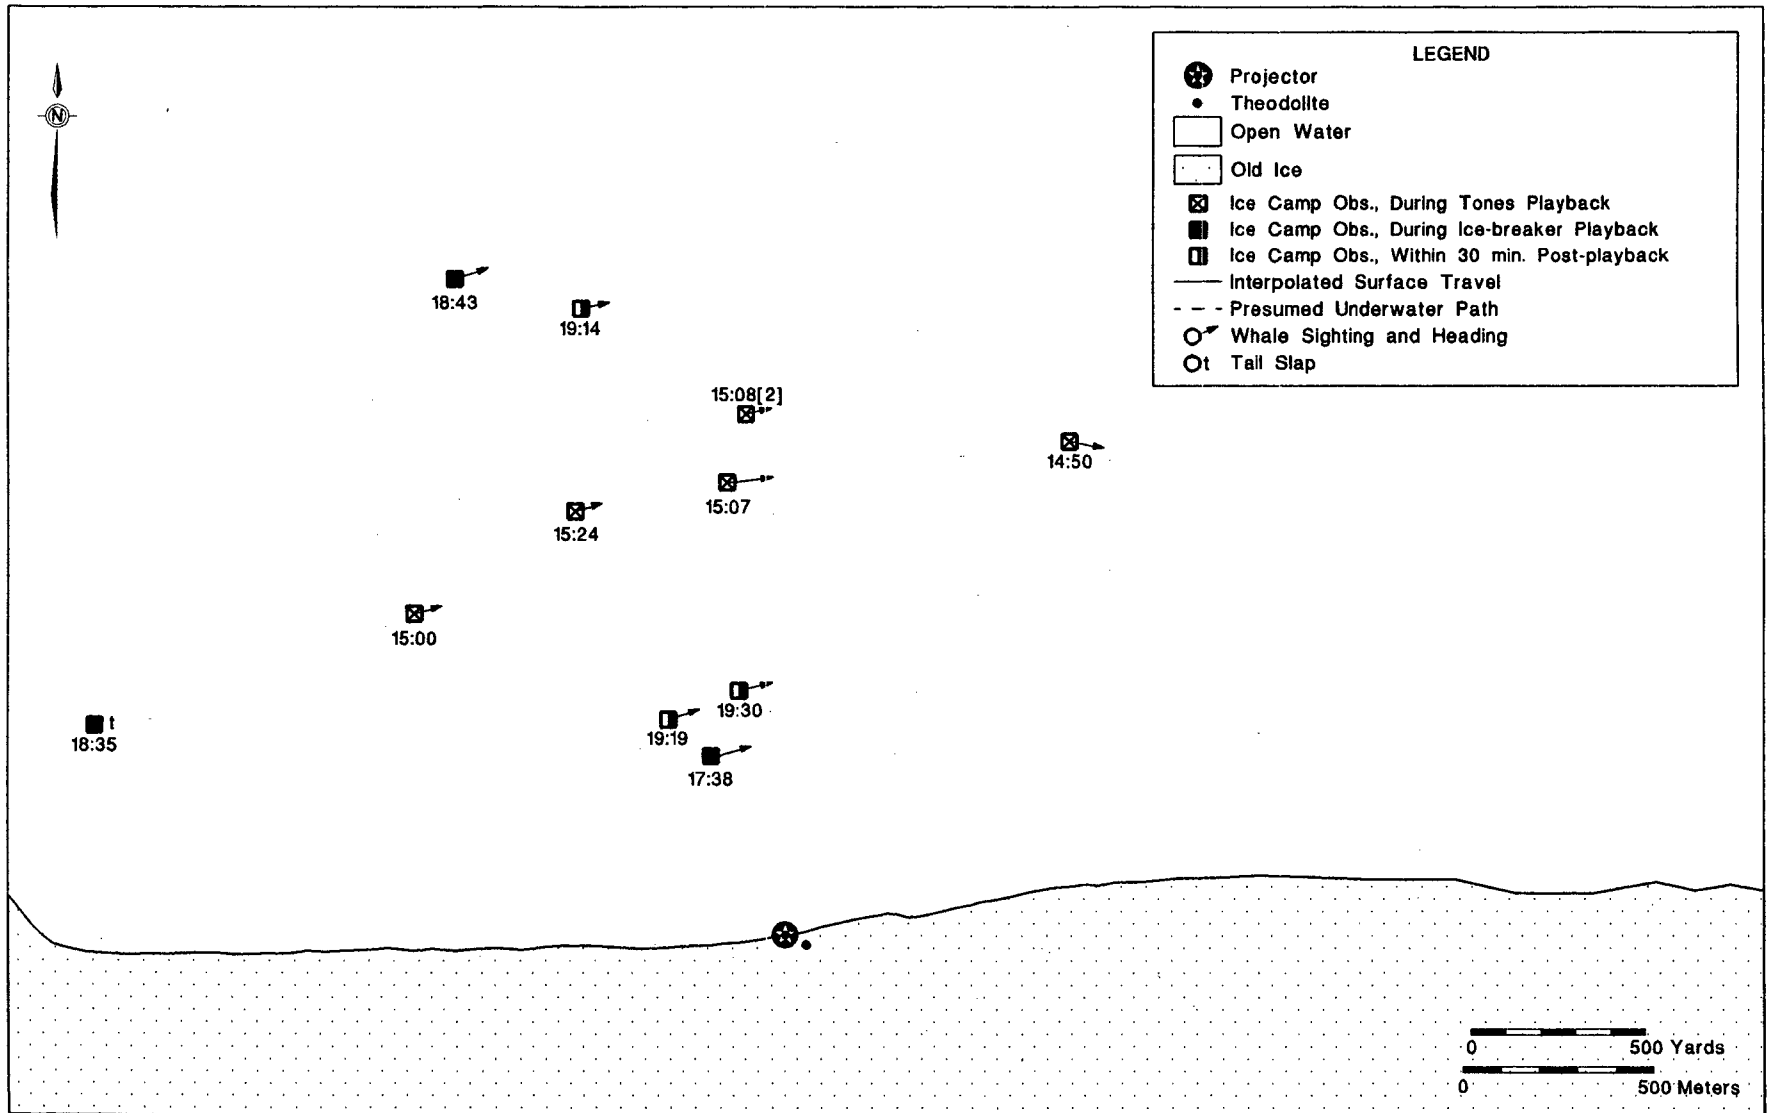 LEGEND
Projector
Theodolite
Open Water
Old Ice
Ice Camp Obs., During Tones Playback
Ice Camp Obs., During Ice-breaker Playback
Ice Camp Obs., Within 30 min. Post-playback
Interpolated Surface Travel
Presumed Underwater Path
Whale Sighting and Heading
t Tail Slap
N
18:43
19:14
15:08[2]
14:50
15:07
15:24
15:00
19:30
t
18:35
19:19
17:38
0 500 Yards
0 500 Meters